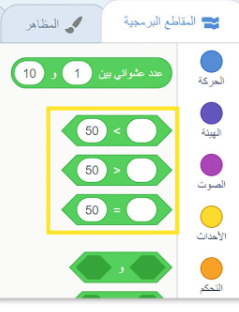 المقاطع البرمجية
المظاهر
الحركة
الهيئة
الصوت
الأحداث
التحكم
عدد عشوائي بين 1 و 10
50 <
50 >
50 =
و